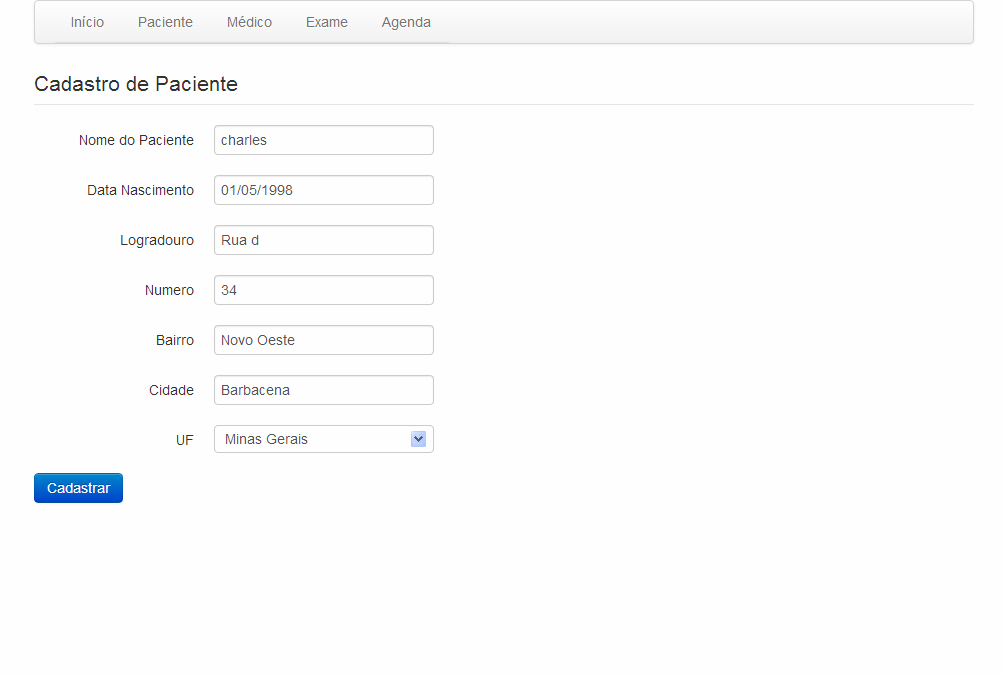 Início Paciente Médico Exame Agenda
Cadastro de Paciente
Nome do Paciente charles
Data Nascimento 01/05/1998
Logradouro Rua d
Numero 34
Bairro Novo Oeste
Cidade Barbacena
UF Minas Gerais
Cadastrar